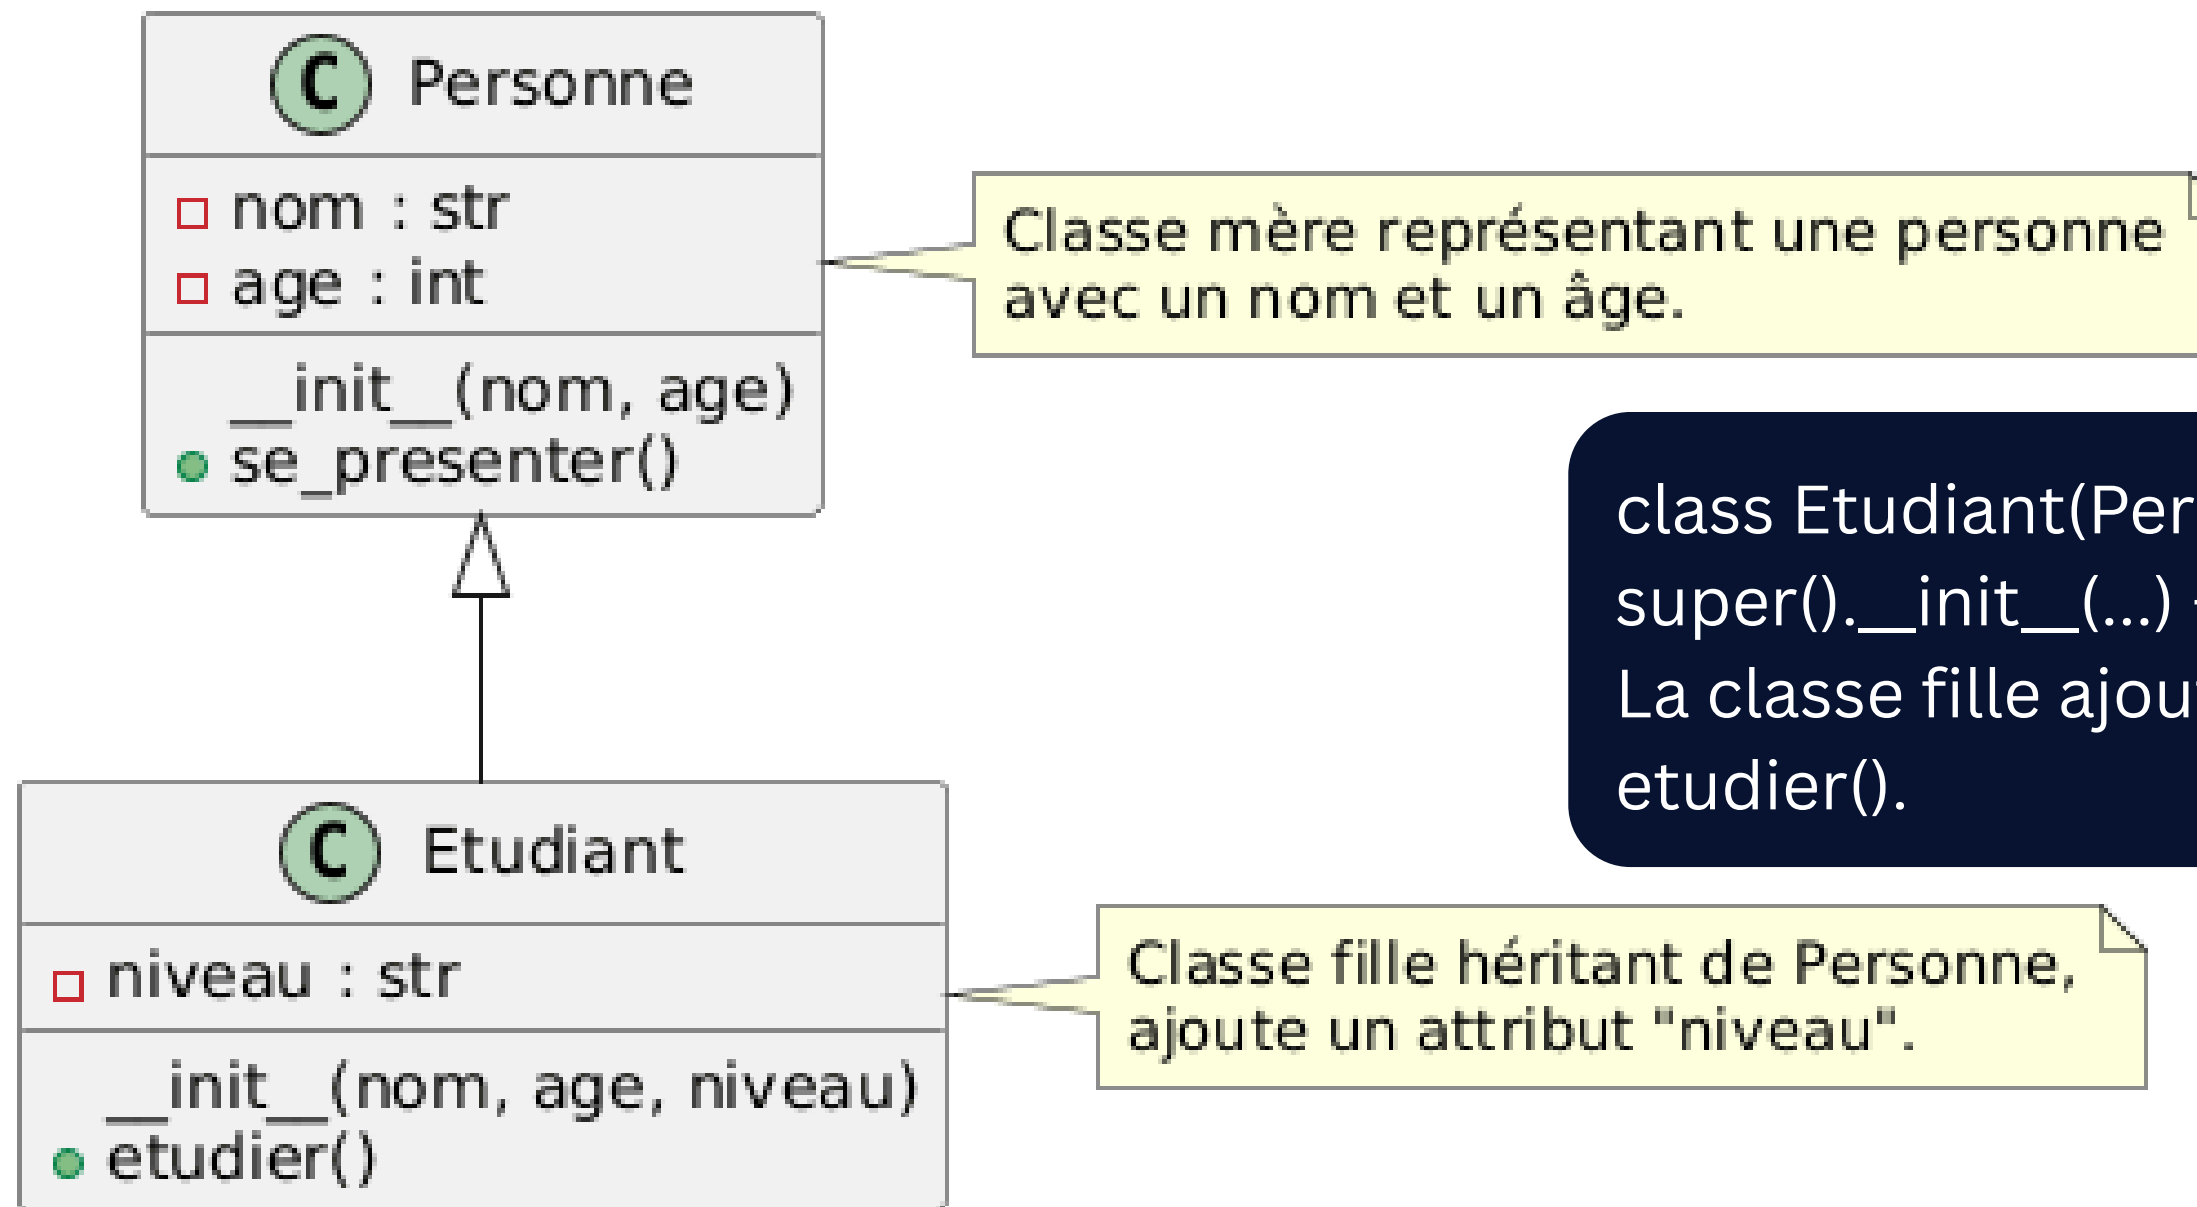 C Personne
nom : str
age : int
__init__(nom, age)
se_presenter()
Classe mère représentant une personne
avec un nom et un âge.
class Etudiant(Per
super().__init__(...)
La classe fille ajou
etudier().
C Etudiant
niveau : str
__init__(nom, age, niveau)
etudier()
Classe fille héritant de Personne,
ajoute un attribut "niveau".